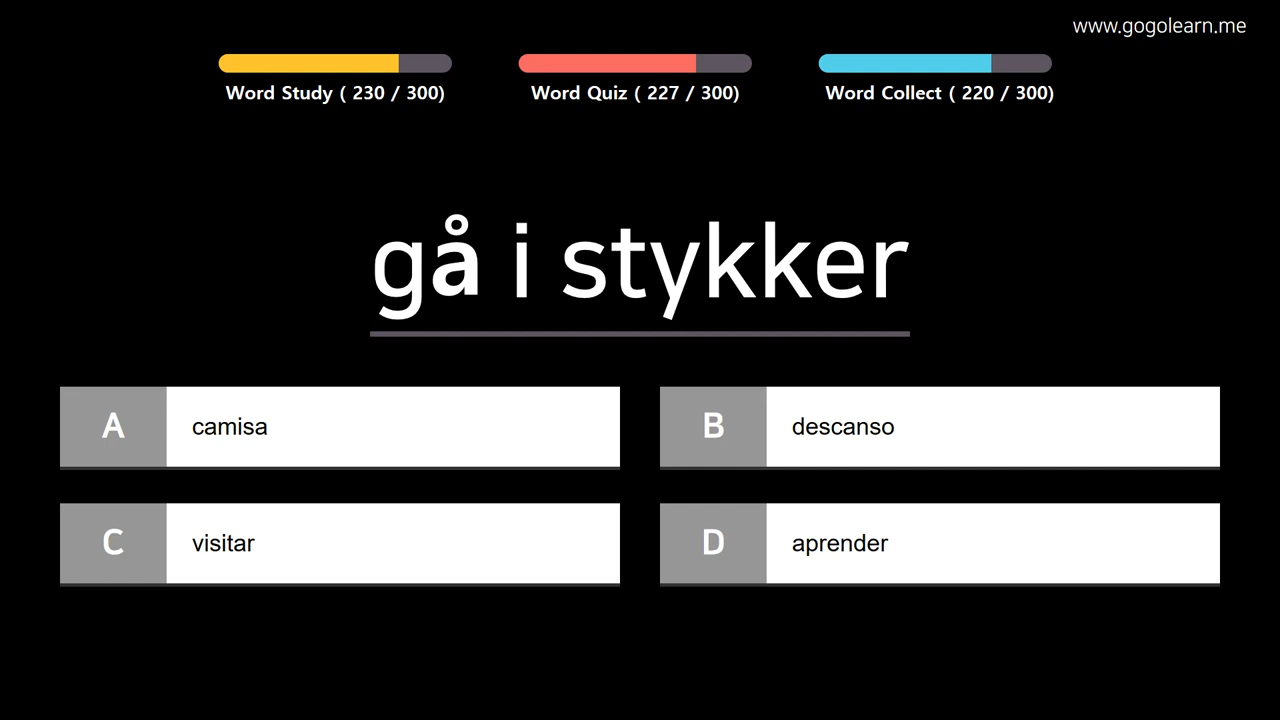 www.gogolearn.me
Word Study ( 230 / 300)
Word Quiz ( 227 / 300)
Word Collect ( 220 / 300)
gå i stykker
A camisa
B descanso
C visitar
D aprender